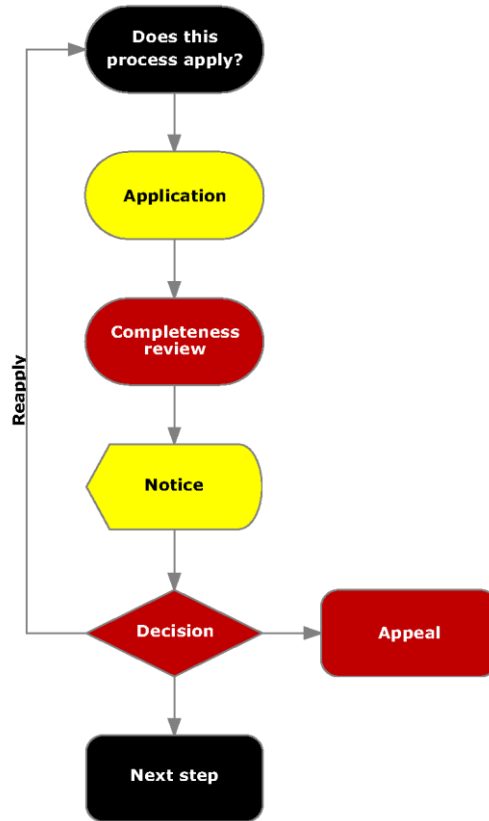 Does this
process apply?
Application
Completeness
review
Reapply
Notice
Decision
Appeal
Next step